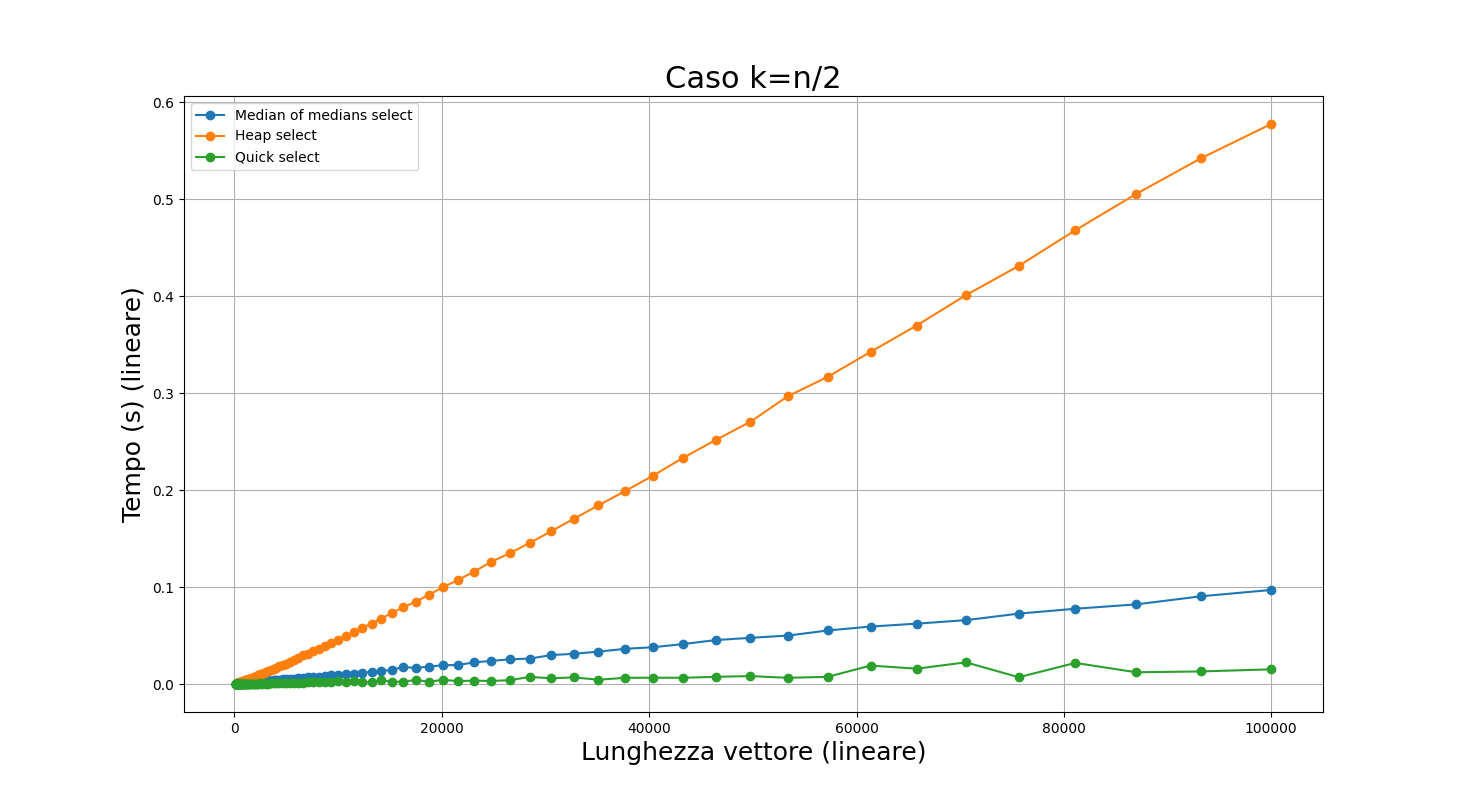 Caso k=n/2
Median of medians select
Heap select
Quick select
Tempo (s) (lineare)
0.6
0.5
0.4
0.3
0.2
0.1
0.0
0 20000 40000 60000 80000 100000
Lunghezza vettore (lineare)